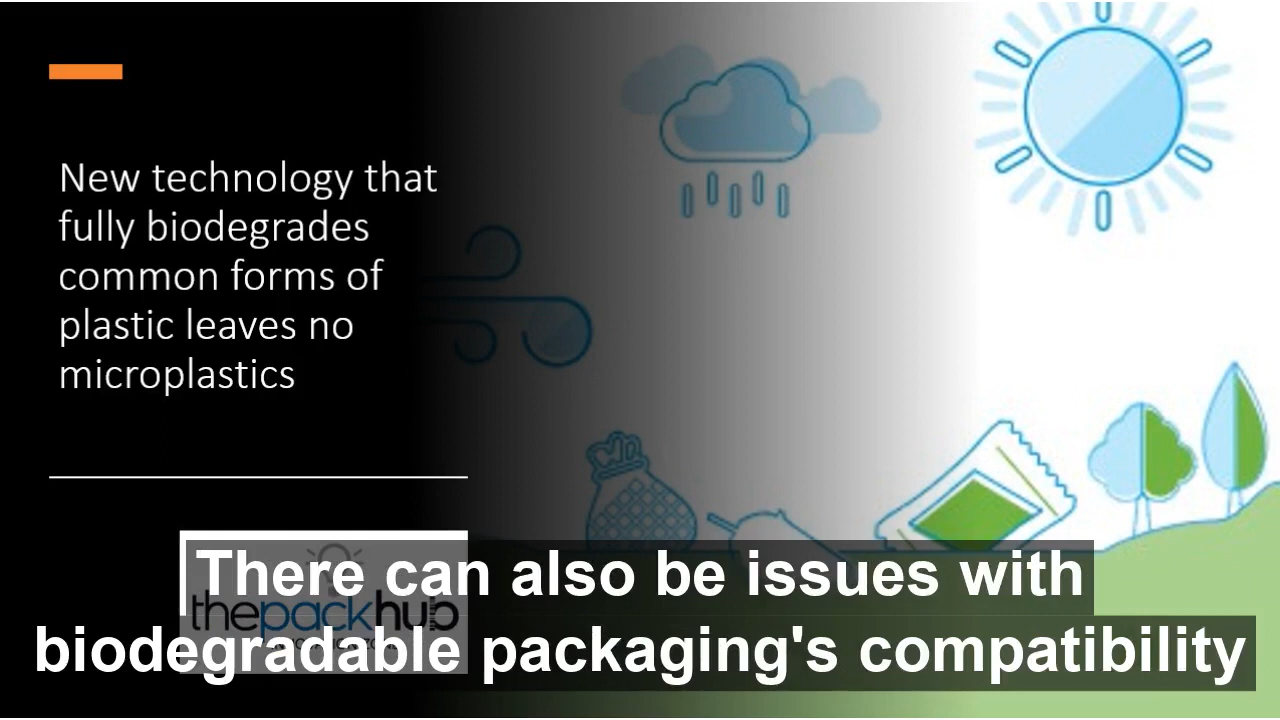 New technology that
fully biodegrades
common forms of
plastic leaves no
microplastics
thepackhub
There can also be issues with
biodegradable packaging's compatibility